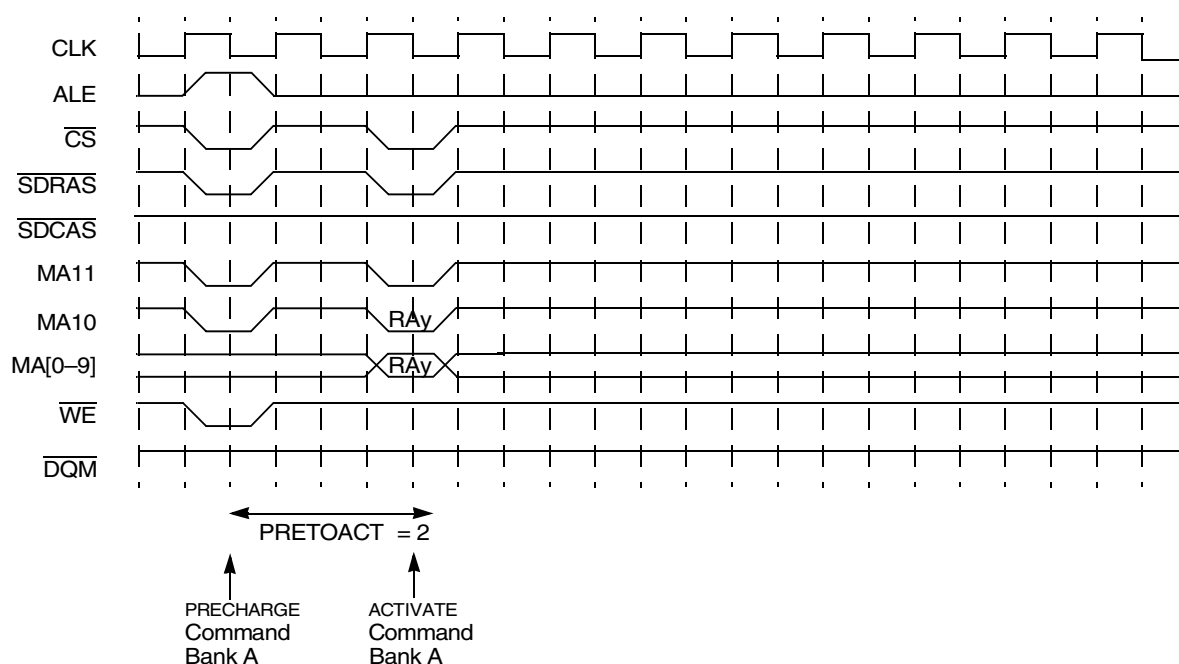 CLK
ALE
CS
SDRAS
SDCAS
MA11
MA10 RAy
MA[0–9] RAy
WE
DQM
PRETOACT = 2
PRECHARGE
Command
Bank A
ACTIVATE
Command
Bank A